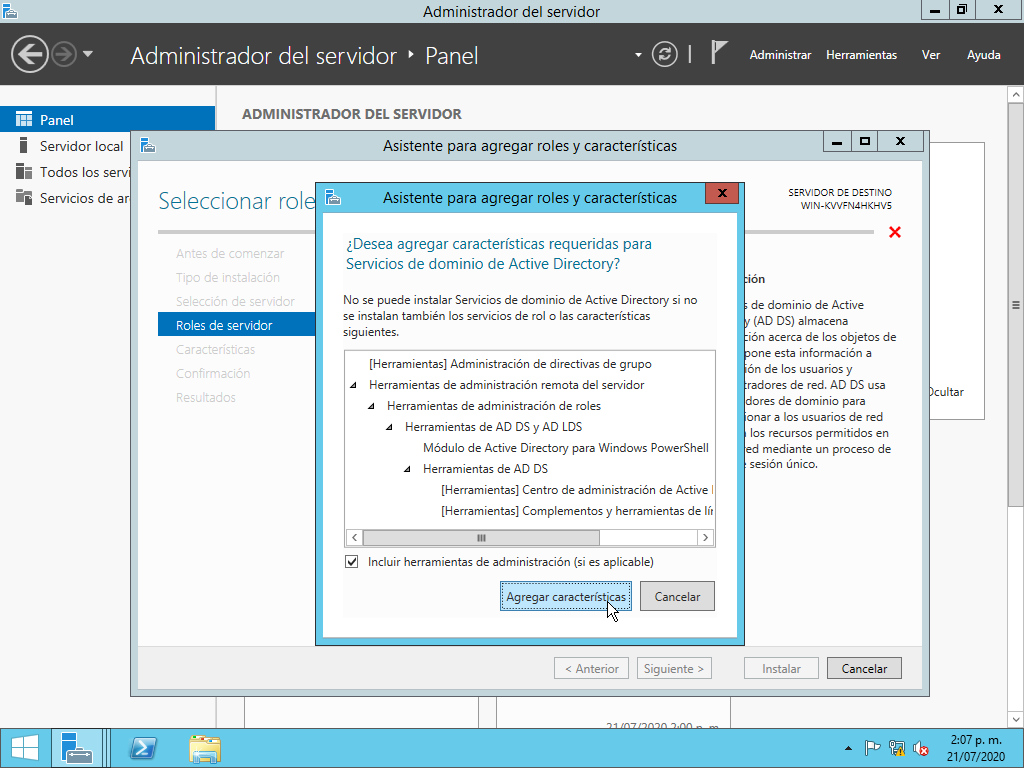 Administrador del servidor
Administrador del servidor
Panel
Administrar
Herramientas
Ver
Ayuda
Panel
Servidor local
Todos los servi
Servicios de ar
ADMINISTRADOR DEL SERVIDOR
Asistente para agregar roles y características
Seleccionar role
SERVIDOR DE DESTINO
WIN-KVVFN4HKHV5
Antes de comenzar
Tipo de instalación
Selección de servidor
Roles de servidor
Características
Confirmación
Resultados
Asistente para agregar roles y características
¿Desea agregar características requeridas para
Servicios de dominio de Active Directory?
No se puede instalar Servicios de dominio de Active Directory si no
se instalan también los servicios de rol o las características
siguientes.
[Herramientas] Administración de directivas de grupo
Herramientas de administración remota del servidor
Herramientas de administración de roles
Herramientas de AD DS y AD LDS
Módulo de Active Directory para Windows PowerShell
Herramientas de AD DS
[Herramientas] Centro de administración de Active
[Herramientas] Complementos y herramientas de lín
Incluir herramientas de administración (si es aplicable)
Agregar características
Cancelar
ción
s de dominio de Active
y (AD DS) almacena
ción acerca de los objetos de
pone esta información a
ión de los usuarios y
tradores de red. AD DS usa
dores de dominio para
ionar a los usuarios de red
a los recursos permitidos en
red mediante un proceso de
sesión único.
Ocultar
< Anterior
Siguiente >
Instalar
Cancelar
21/07/2020 2:00 p. m.
2:07 p. m.
21/07/2020